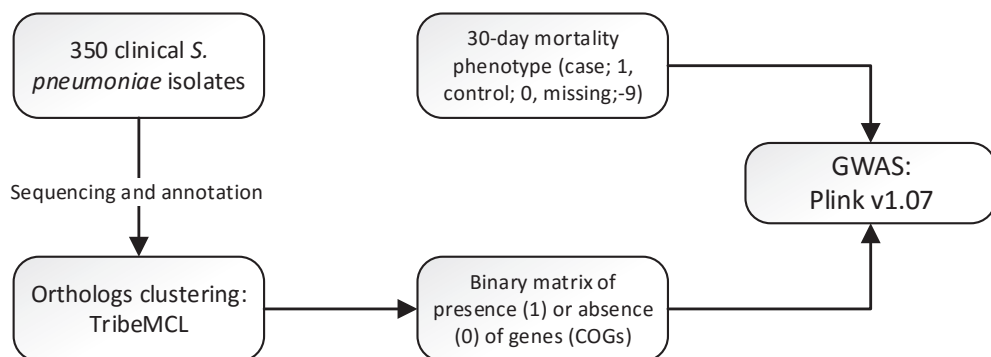 350 clinical S.
pneumoniae isolates
Sequencing and annotation
Orthologs clustering:
TribeMCL
30-day mortality
phenotype (case; 1,
control; 0, missing;-9)
Binary matrix of
presence (1) or absence
(0) of genes (COGs)
GWAS:
Plink v1.07